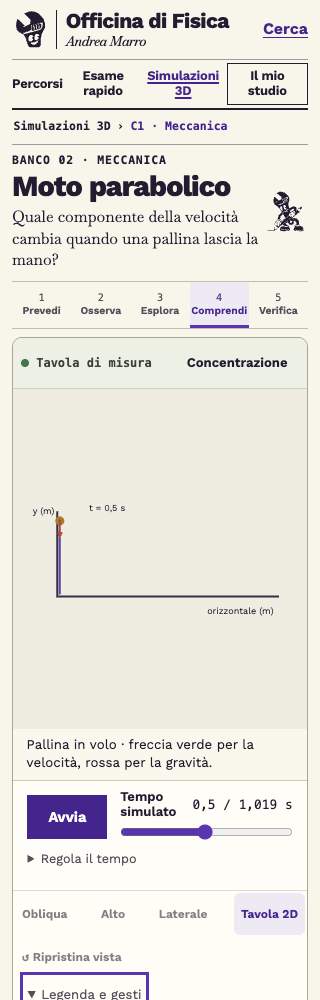 Officina di Fisica
Andrea Marro
Cerca
Percorsi
Esame rapido
Simulazioni 3D
Il mio studio
Simulazioni 3D › C1 · Meccanica
BANCO 02 · MECCANICA
Moto parabolico
Quale componente della velocità
cambia quando una pallina lascia la
mano?
1 Prevedi
2 Osserva
3 Esplora
4 Comprendi
5 Verifica
Tavola di misura
Concentrazione
y (m)
t = 0,5 s
orizzontale (m)
Pallina in volo · freccia verde per la
velocità, rossa per la gravità.
Avvia
Tempo simulato
0,5 / 1,019 s
▶ Regola il tempo
Obliqua
Alto
Laterale
Tavola 2D
↺ Ripristina vista
▼ Legenda e gesti